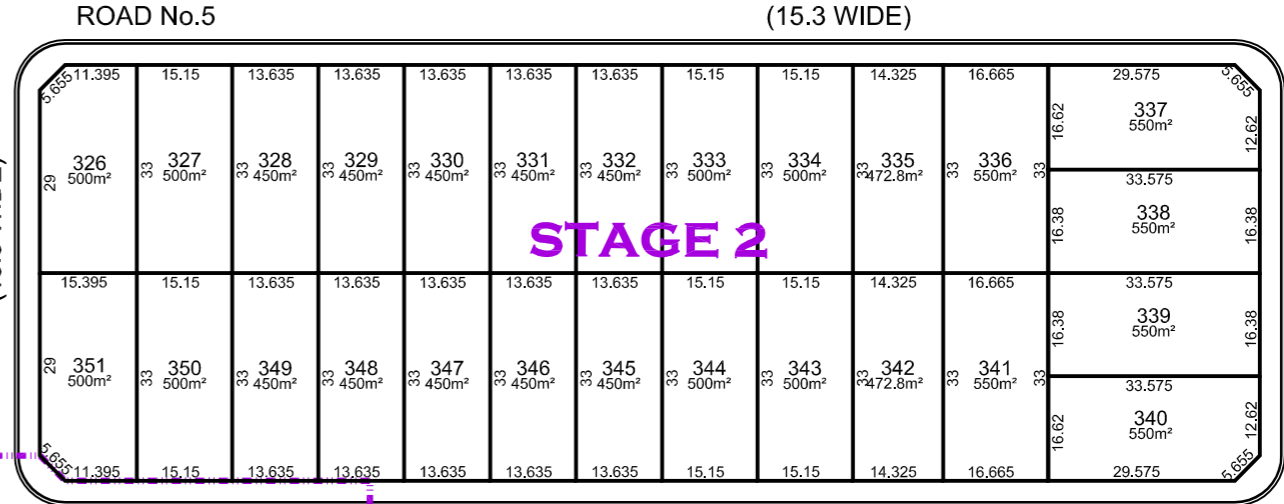 ROAD No.5 (15.3 WIDE)
5.655 11.395 15.15 13.635 13.635 13.635 13.635 13.635 15.15 15.15 14.325 16.665 29.575 5.655
16.62 337 550m² 12.62
29 326 500m² 33 327 500m² 33 328 450m² 33 329 450m² 33 330 450m² 33 331 450m² 33 332 450m² 33 333 500m² 33 334 500m² 33 335 472.8m² 33 336 550m² 33
33.575
16.38 338 550m² 16.38
STAGE 2
15.395 15.15 13.635 13.635 13.635 13.635 13.635 15.15 15.15 14.325 16.665 33.575
16.38 339 550m² 16.38
29 351 500m² 33 350 500m² 33 349 450m² 33 348 450m² 33 347 450m² 33 346 450m² 33 345 450m² 33 344 500m² 33 343 500m² 33 342 472.8m² 33 341 550m² 33
33.575
16.62 340 550m² 12.62
5.655 11.395 15.15 13.635 13.635 13.635 13.635 13.635 15.15 15.15 14.325 16.665 29.575 5.655